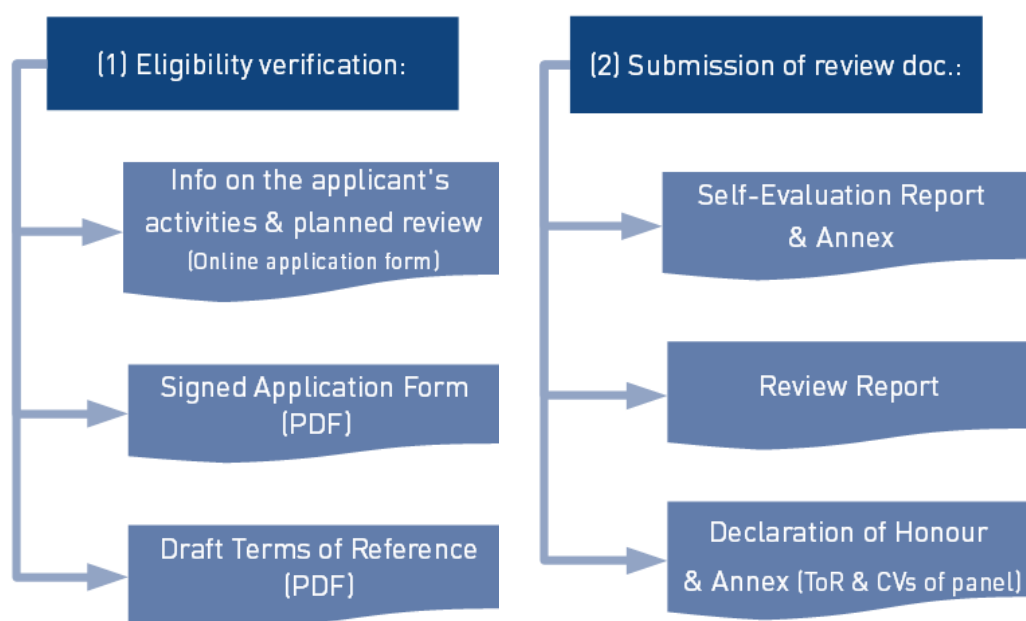 (1) Eligibility verification:
Info on the applicant's
activities & planned review
(Online application form)
Signed Application Form
(PDF)
Draft Terms of Reference
(PDF)
(2) Submission of review doc.:
Self-Evaluation Report
& Annex
Review Report
Declaration of Honour
& Annex (ToR & CVs of panel)